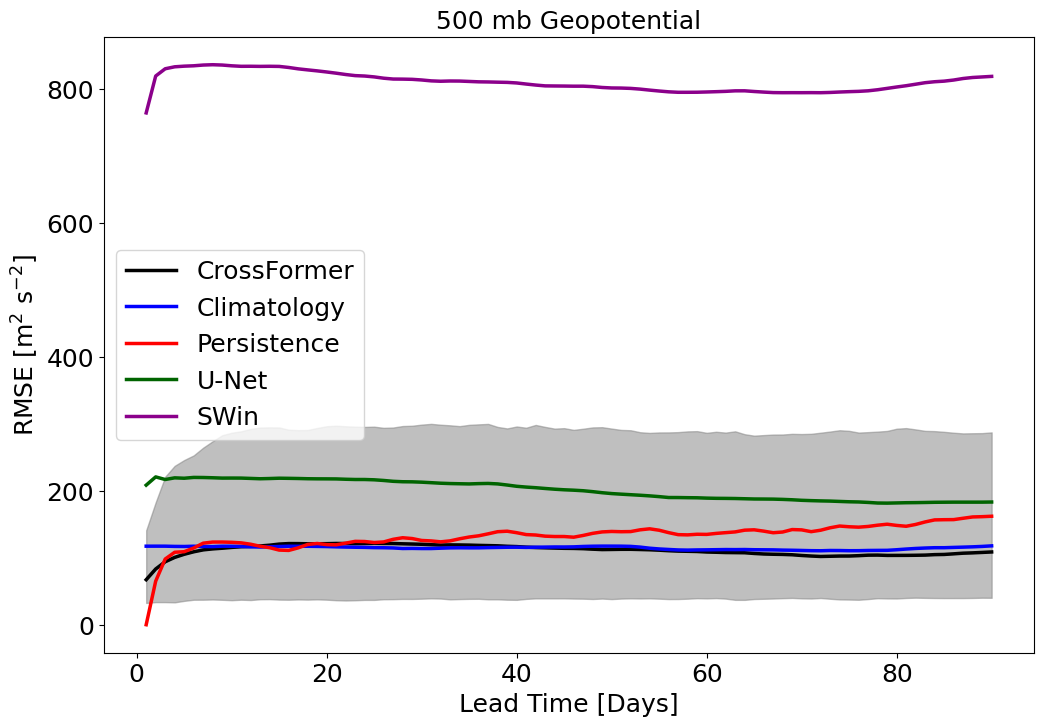 500 mb Geopotential
RMSE [m² s⁻²]
800
600
400
200
0
CrossFormer
Climatology
Persistence
U-Net
SWin
0 20 40 60 80
Lead Time [Days]